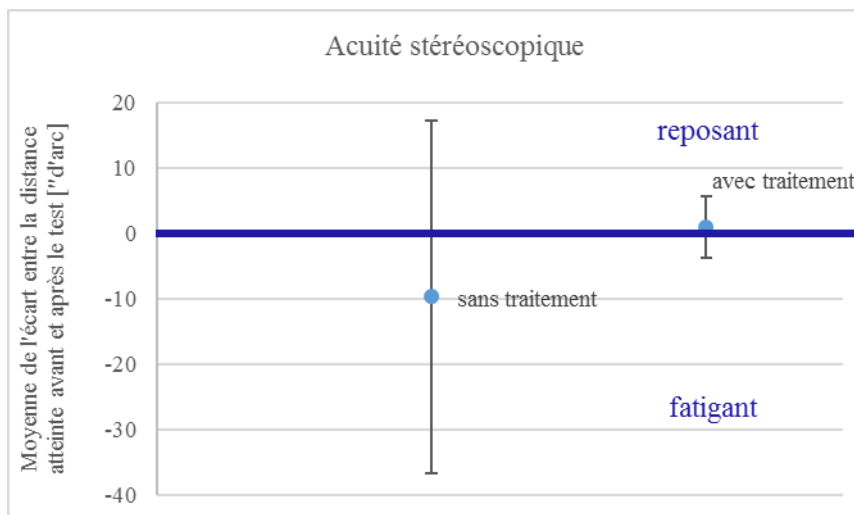 Acuité stéréoscopique
Moyenne de l'écart entre la distance
atteinte avant et après le test ["d'arc]
20
10
0
-10
-20
-30
-40
reposant
avec traitement
sans traitement
fatigant